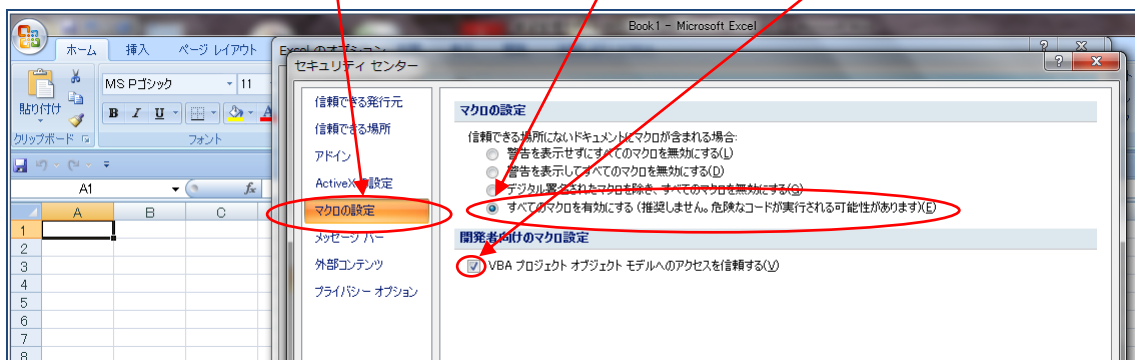 Book1 - Microsoft Excel
ホーム 挿入 ページ レイアウト
Excel のオプション
セキュリティ センター
MS Pゴシック 11
貼り付け
B I U A
クリップボード フォント
A1 fx
A B C
1
2
3
4
5
6
7
8
信頼できる発行元
信頼できる場所
アドイン
ActiveX の設定
マクロの設定
メッセージ バー
外部コンテンツ
プライバシー オプション
マクロの設定
信頼できる場所にないドキュメントにマクロが含まれる場合:
警告を表示せずにすべてのマクロを無効にする(L)
警告を表示してすべてのマクロを無効にする(D)
デジタル署名されたマクロを除き、すべてのマクロを無効にする(G)
すべてのマクロを有効にする (推奨しません。危険なコードが実行される可能性があります)(E)
開発者向けのマクロ設定
VBA プロジェクト オブジェクト モデルへのアクセスを信頼する(V)